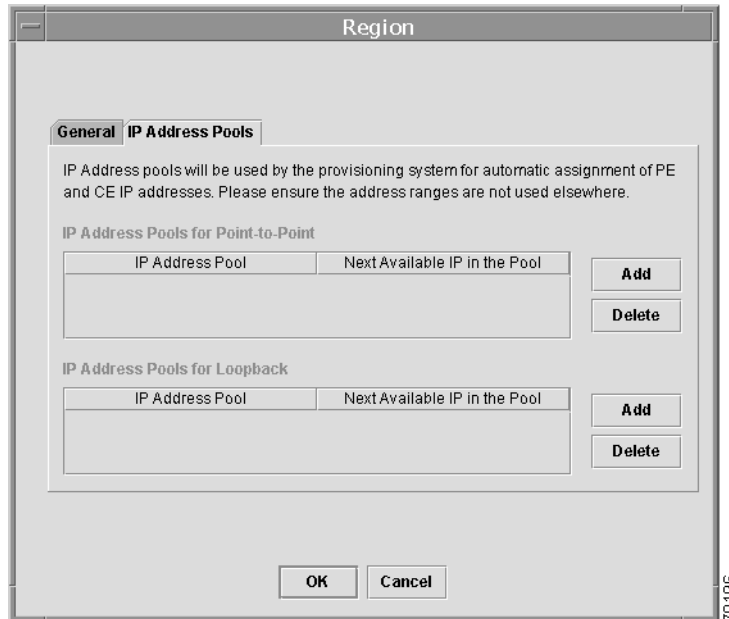 Region
General IP Address Pools
IP Address pools will be used by the provisioning system for automatic assignment of PE
and CE IP addresses. Please ensure the address ranges are not used elsewhere.
IP Address Pools for Point-to-Point
IP Address Pool Next Available IP in the Pool
Add
Delete
IP Address Pools for Loopback
IP Address Pool Next Available IP in the Pool
Add
Delete
OK Cancel